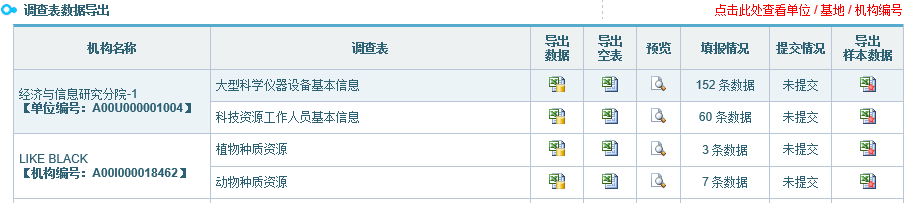 调查表数据导出
点击此处查看单位 / 基地 / 机构编号
机构名称 调查表 导出数据 导出空表 预览 填报情况 提交情况 导出样本数据
经济与信息研究分院-1
【单位编号：A00U000001004】
大型科学仪器设备基本信息 152 条数据 未提交
科技资源工作人员基本信息 60 条数据 未提交
LIKE BLACK
【机构编号：A00I000018462】
植物种质资源 3 条数据 未提交
动物种质资源 7 条数据 未提交